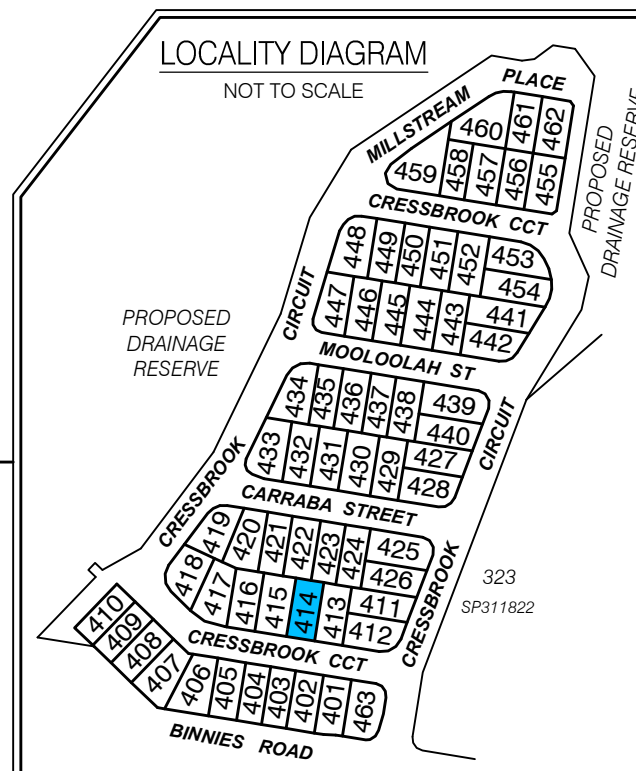 LOCALITY DIAGRAM
NOT TO SCALE
MILLSTREAM PLACE
460 461 462
459 458 457 456 455
CRESSBROOK CCT
PROPOSED
DRAINAGE RESERVE
448 449 450 451 452 453
454
447 446 445 444 443 441
442
CIRCUIT
PROPOSED
DRAINAGE
RESERVE
MOOLOOLAH ST
434 435 436 437 438 439
440
433 432 431 430 429 427
428
CIRCUIT
CRESSBROOK
CARRABA STREET
419 420 421 422 423 424 425
426
418 417 416 415 414 413 411
412
CRESSBROOK
323
SP311822
CRESSBROOK CCT
410 409 408 407 406 405 404 403 402 401 463
BINNIES ROAD